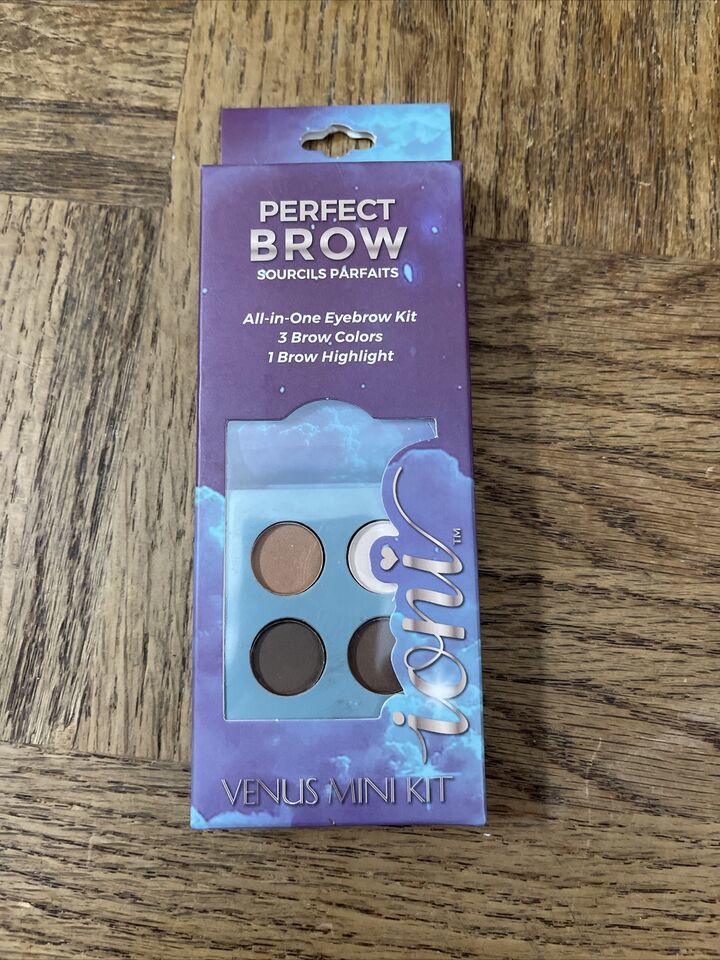 PERFECT
BROW
SOURCILS PARFAITS
All-in-One Eyebrow Kit
3 Brow Colors
1 Brow Highlight
ioni™
VENUS MINI KIT